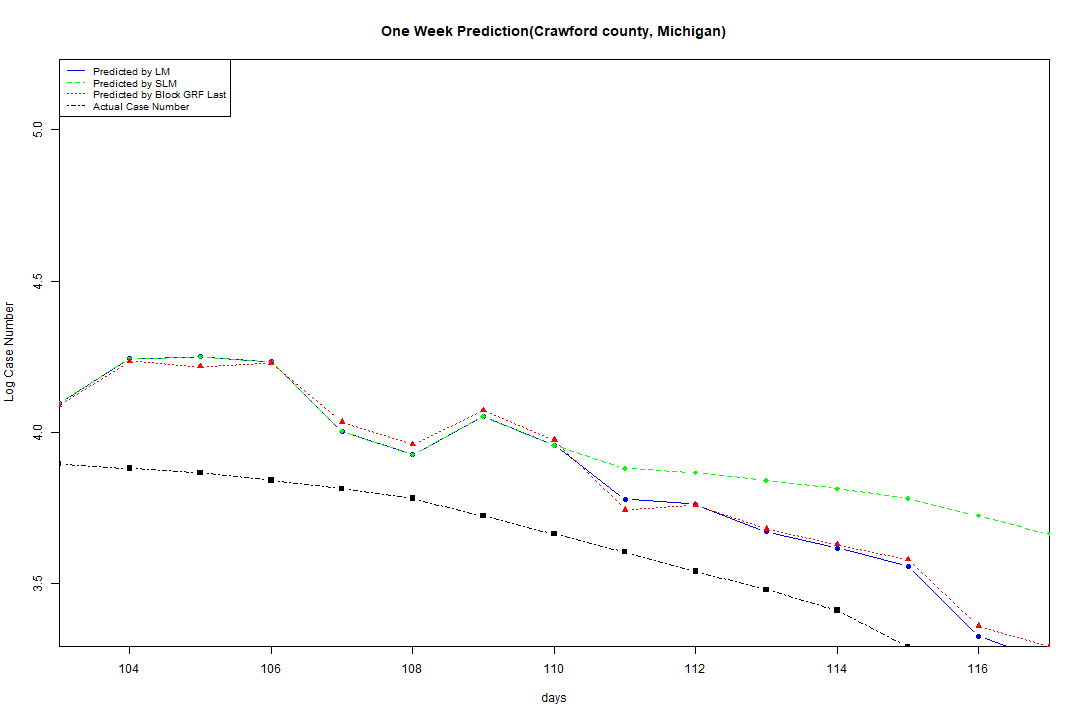 One Week Prediction(Crawford county, Michigan)
Predicted by LM
Predicted by SLM
Predicted by Block GRF Last
Actual Case Number
5.0
4.5
4.0
3.5
Log Case Number
104 106 108 110 112 114 116
days